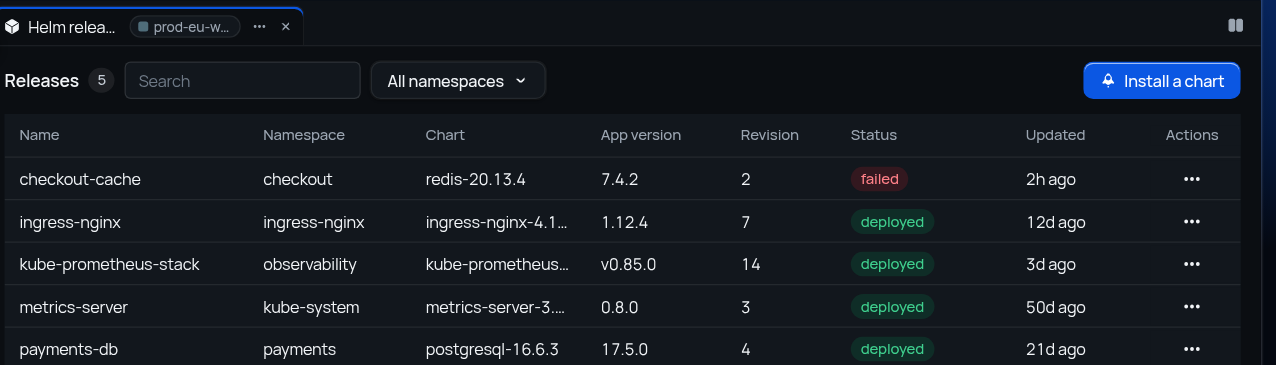 Helm relea… prod-eu-w…
Releases 5 Search All namespaces Install a chart
Name Namespace Chart App version Revision Status Updated Actions
checkout-cache checkout redis-20.13.4 7.4.2 2 failed 2h ago
ingress-nginx ingress-nginx ingress-nginx-4.1… 1.12.4 7 deployed 12d ago
kube-prometheus-stack observability kube-prometheus… v0.85.0 14 deployed 3d ago
metrics-server kube-system metrics-server-3.… 0.8.0 3 deployed 50d ago
payments-db payments postgresql-16.6.3 17.5.0 4 deployed 21d ago